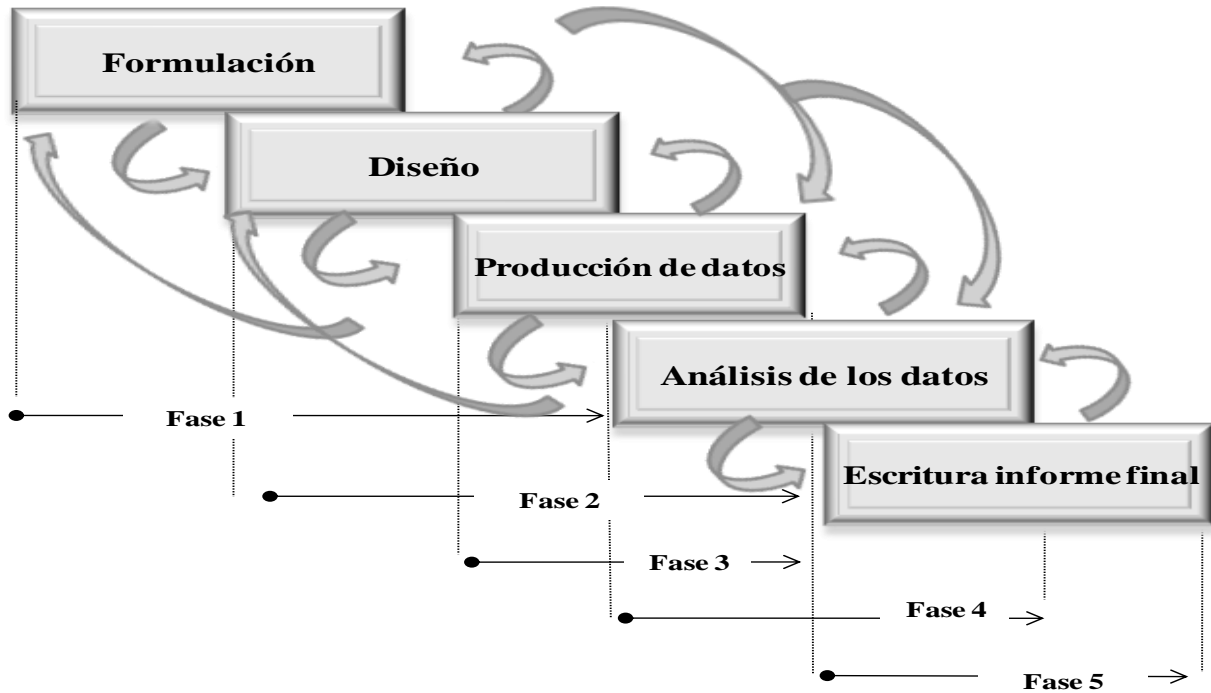 Formulación
Diseño
Producción de datos
Análisis de los datos
Fase 1
Escritura informe final
Fase 2
Fase 3
Fase 4
Fase 5